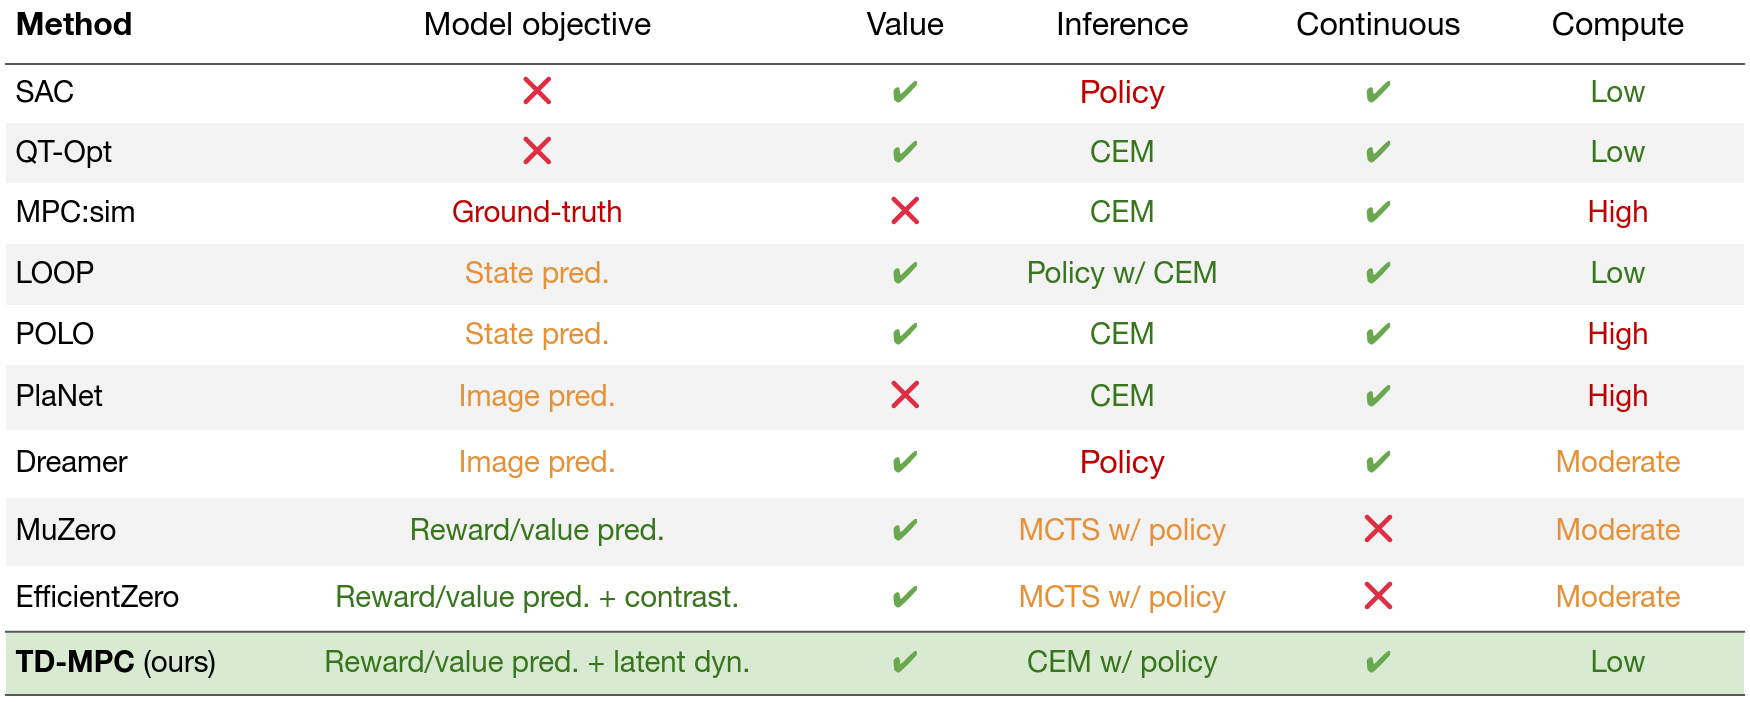 Method Model objective Value Inference Continuous Compute
SAC ❌ ✔ Policy ✔ Low
QT-Opt ❌ ✔ CEM ✔ Low
MPC:sim Ground-truth ❌ CEM ✔ High
LOOP State pred. ✔ Policy w/ CEM ✔ Low
POLO State pred. ✔ CEM ✔ High
PlaNet Image pred. ❌ CEM ✔ High
Dreamer Image pred. ✔ Policy ✔ Moderate
MuZero Reward/value pred. ✔ MCTS w/ policy ❌ Moderate
EfficientZero Reward/value pred. + contrast. ✔ MCTS w/ policy ❌ Moderate
TD-MPC (ours) Reward/value pred. + latent dyn. ✔ CEM w/ policy ✔ Low